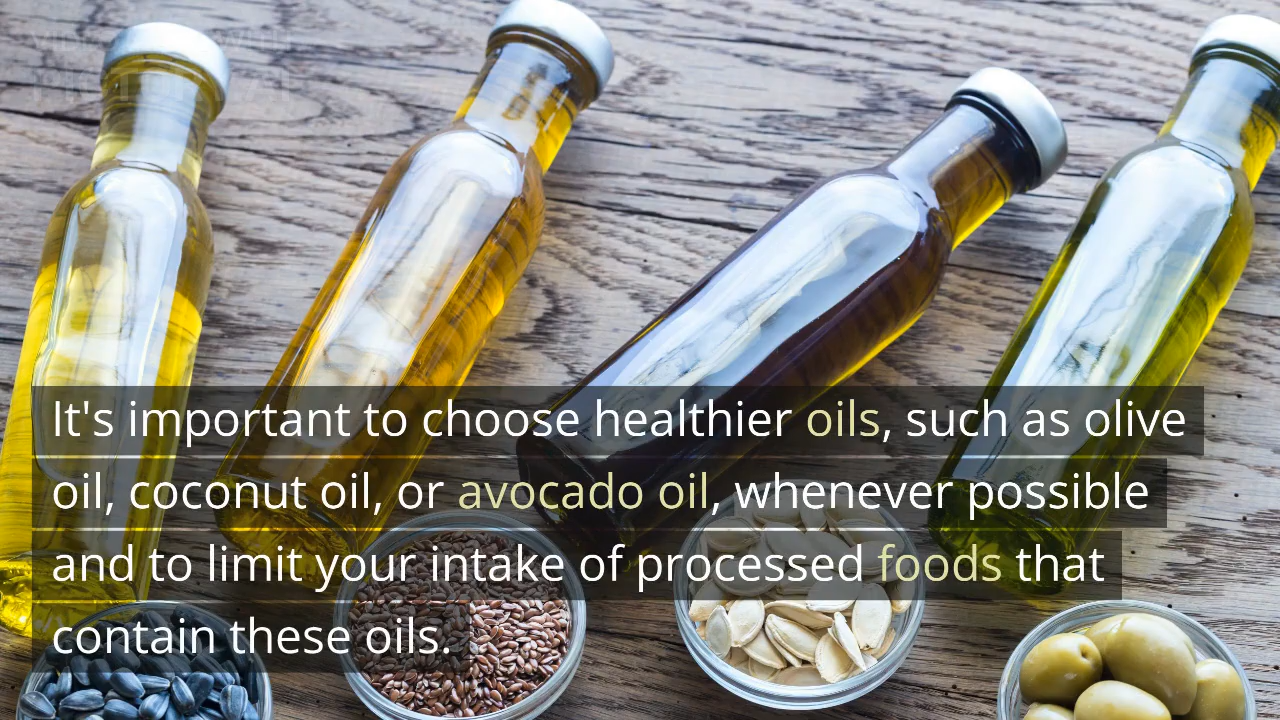 It's important to choose healthier oils, such as olive
oil, coconut oil, or avocado oil, whenever possible
and to limit your intake of processed foods that
contain these oils.